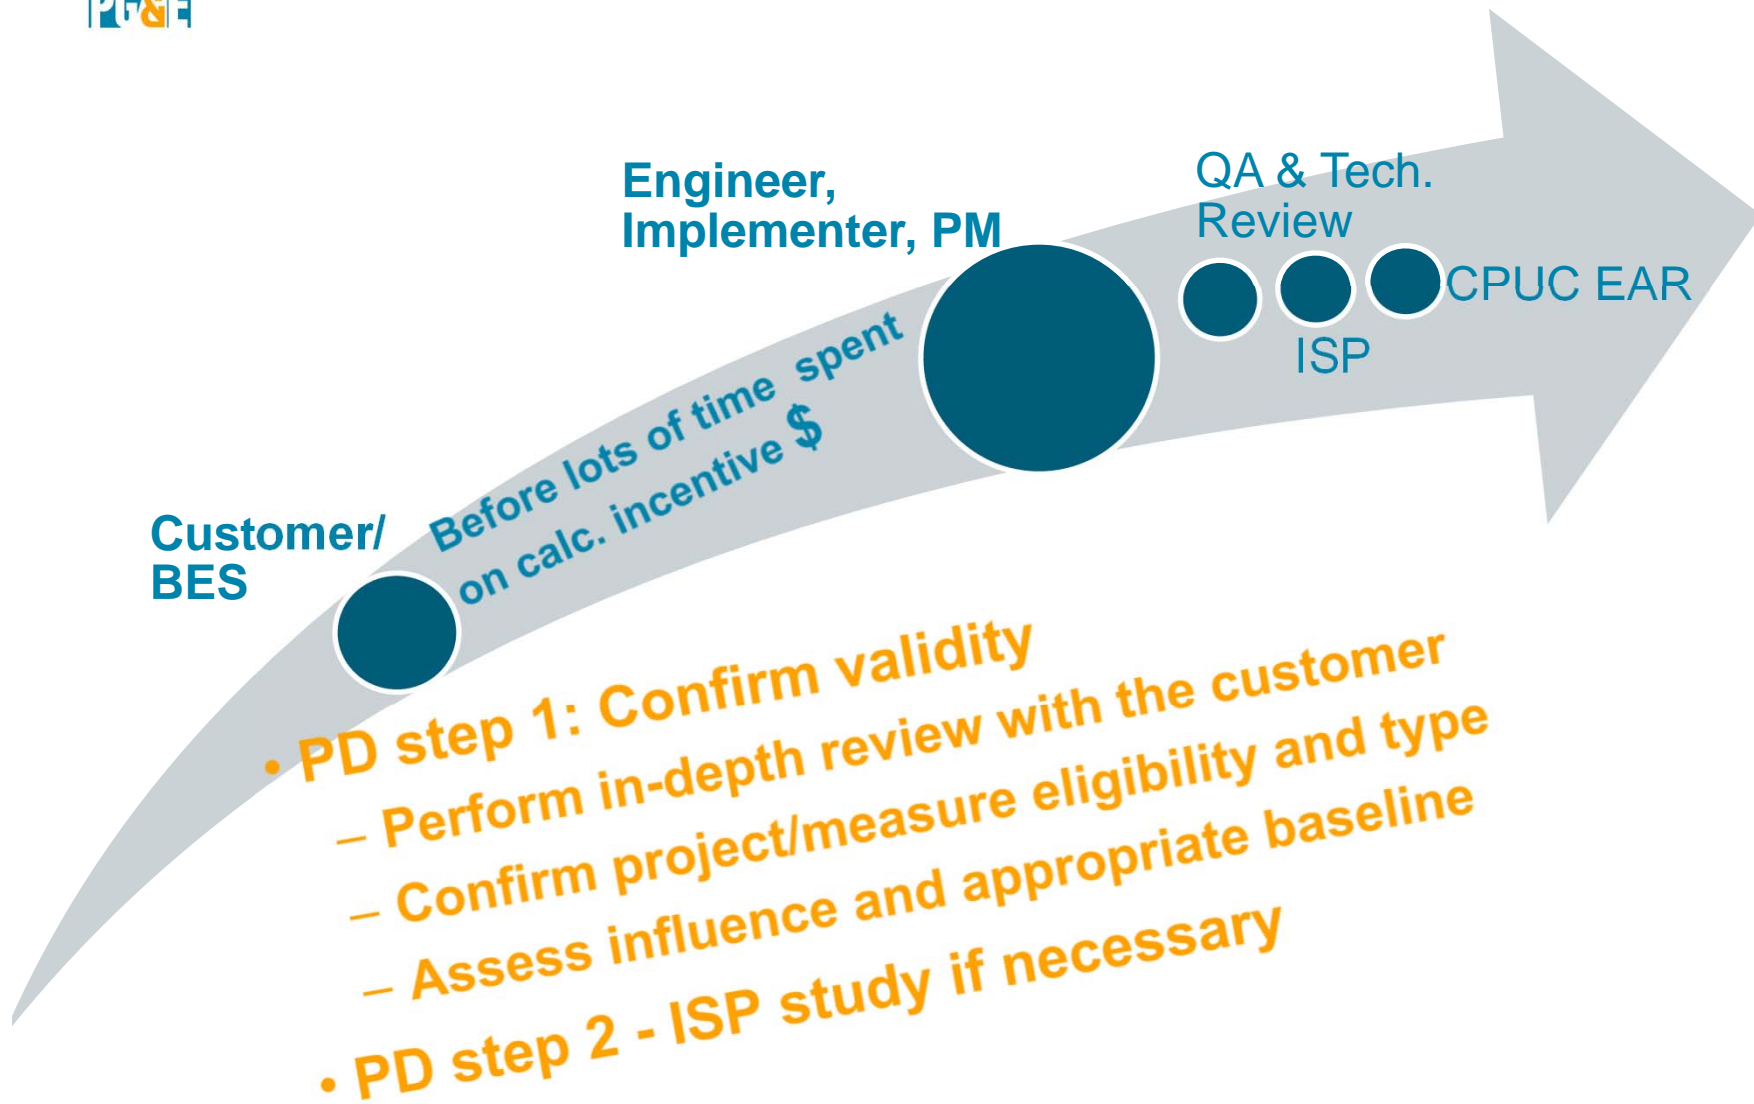 PG&E
Engineer,
Implementer, PM
QA & Tech.
Review
CPUC EAR
ISP
Before lots of time spent
on calc. incentive $
Customer/
BES
• PD step 1: Confirm validity
– Perform in-depth review with the customer
– Confirm project/measure eligibility and type
– Assess influence and appropriate baseline
• PD step 2 - ISP study if necessary